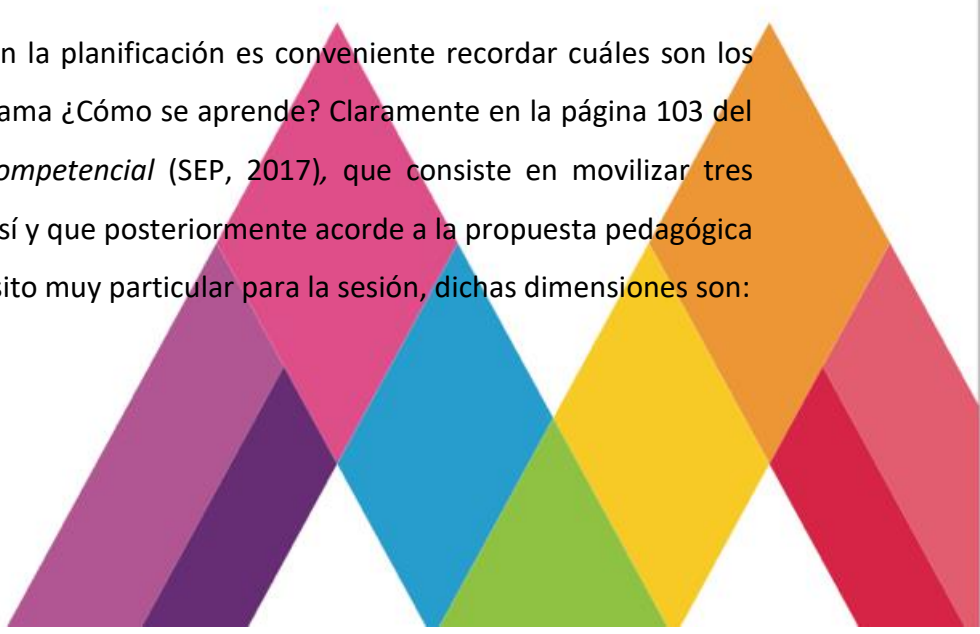 n la planificación es conveniente recordar cuáles son los
ama ¿Cómo se aprende? Claramente en la página 103 del
ompetencial (SEP, 2017), que consiste en movilizar tres
sí y que posteriormente acorde a la propuesta pedagógica
sito muy particular para la sesión, dichas dimensiones son: